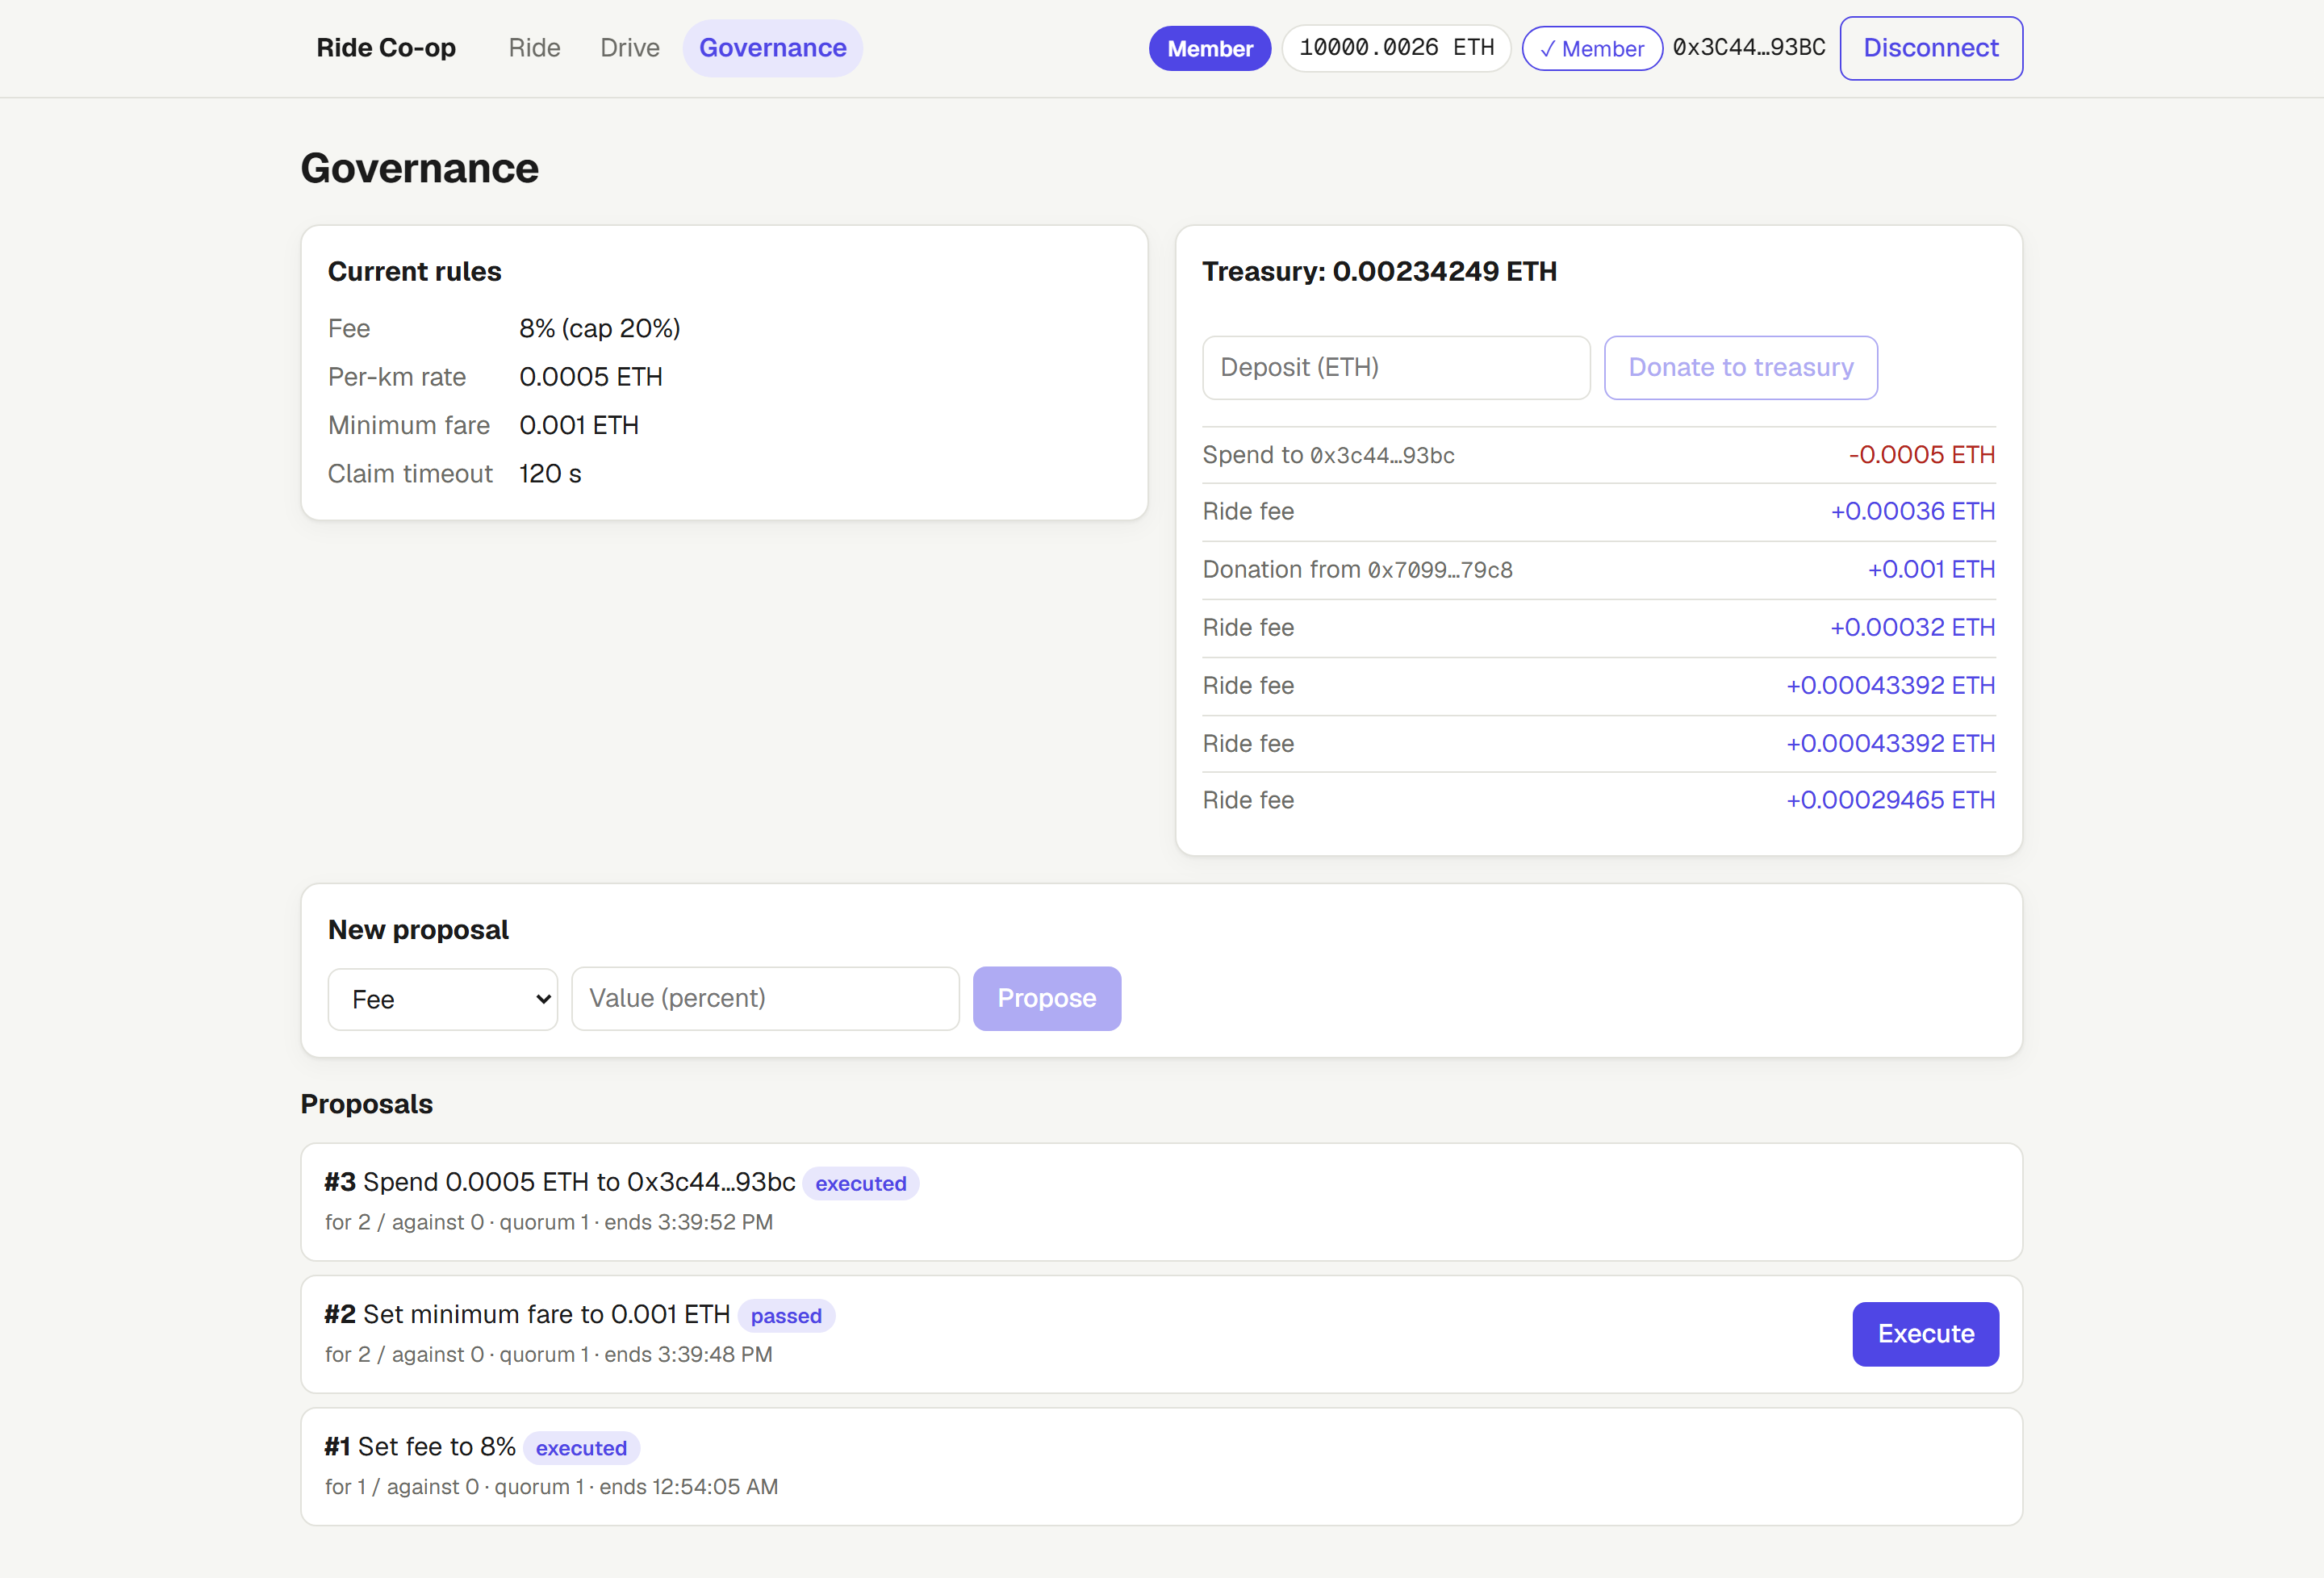 Ride Co-op Ride Drive Governance Member 10000.0026 ETH ✓ Member 0x3C44…93BC Disconnect
Governance
Current rules
Fee 8% (cap 20%)
Per-km rate 0.0005 ETH
Minimum fare 0.001 ETH
Claim timeout 120 s
Treasury: 0.00234249 ETH
Deposit (ETH) Donate to treasury
Spend to 0x3c44…93bc -0.0005 ETH
Ride fee +0.00036 ETH
Donation from 0x7099…79c8 +0.001 ETH
Ride fee +0.00032 ETH
Ride fee +0.00043392 ETH
Ride fee +0.00043392 ETH
Ride fee +0.00029465 ETH
New proposal
Fee Value (percent) Propose
Proposals
#3 Spend 0.0005 ETH to 0x3c44…93bc executed
for 2 / against 0 · quorum 1 · ends 3:39:52 PM
#2 Set minimum fare to 0.001 ETH passed
for 2 / against 0 · quorum 1 · ends 3:39:48 PM
Execute
#1 Set fee to 8% executed
for 1 / against 0 · quorum 1 · ends 12:54:05 AM